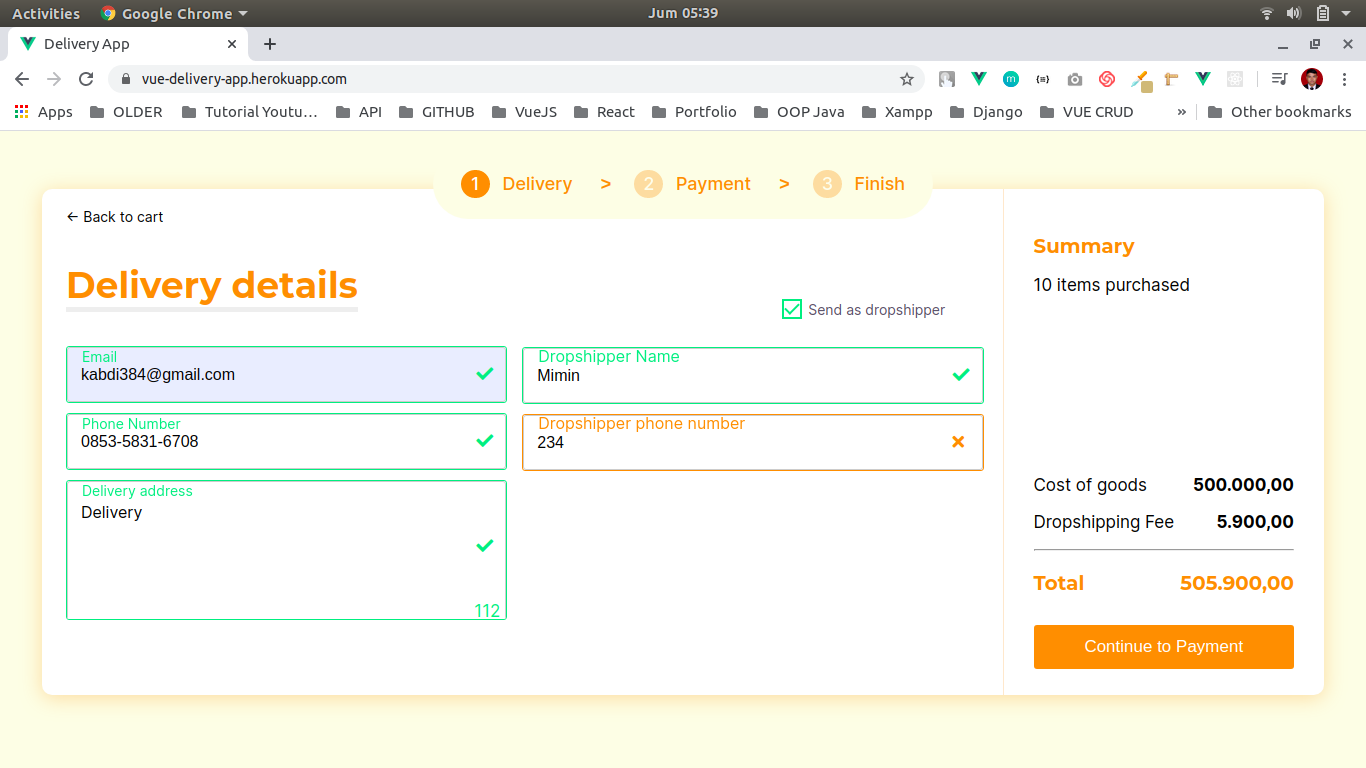 Activities Google Chrome Jum 05:39
Delivery App
vue-delivery-app.herokuapp.com
Apps OLDER Tutorial Youtu… API GITHUB VueJS React Portfolio OOP Java Xampp Django VUE CRUD » Other bookmarks
1 Delivery > 2 Payment > 3 Finish
← Back to cart
Delivery details
Send as dropshipper
Email
kabdi384@gmail.com
Phone Number
0853-5831-6708
Delivery address
Delivery
112
Dropshipper Name
Mimin
Dropshipper phone number
234
Summary
10 items purchased
Cost of goods 500.000,00
Dropshipping Fee 5.900,00
Total 505.900,00
Continue to Payment